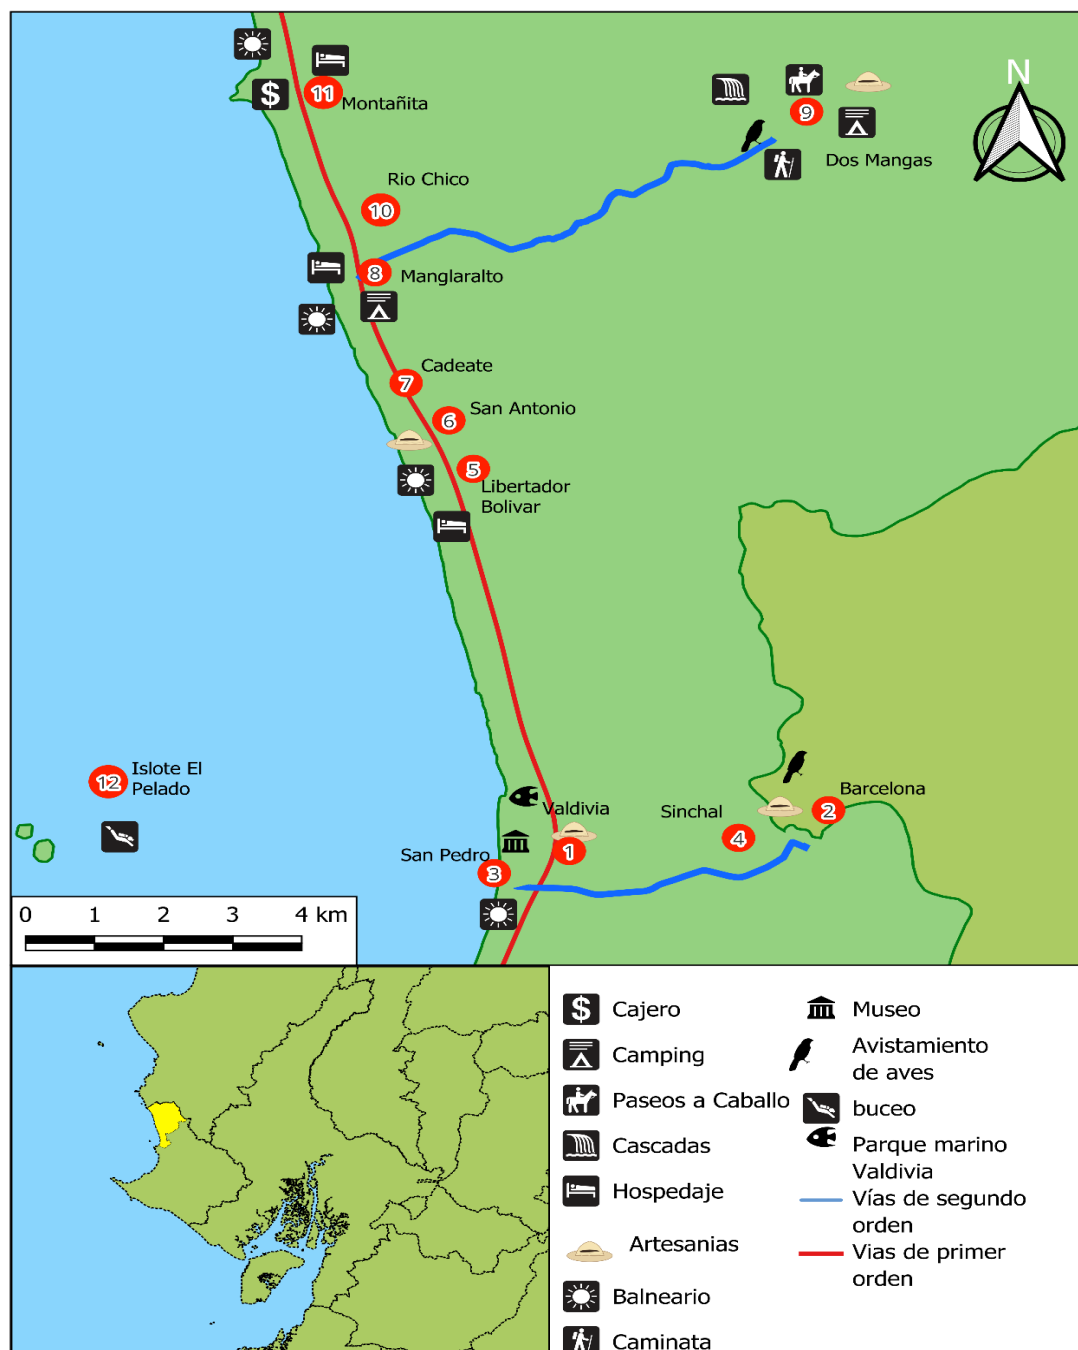 N
$
11
Montañita
9
Dos Mangas
Rio Chico
10
8
Manglaralto
Cadeate
7
San Antonio
6
5
Libertador
Bolivar
12
Islote El
Pelado
Valdivia
1
Sinchal
4
Barcelona
2
San Pedro
3
0 1 2 3 4 km
$ Cajero
Camping
Paseos a Caballo
Cascadas
Hospedaje
Artesanias
Balneario
Caminata
Museo
Avistamiento
de aves
buceo
Parque marino
Valdivia
Vías de segundo
orden
Vias de primer
orden